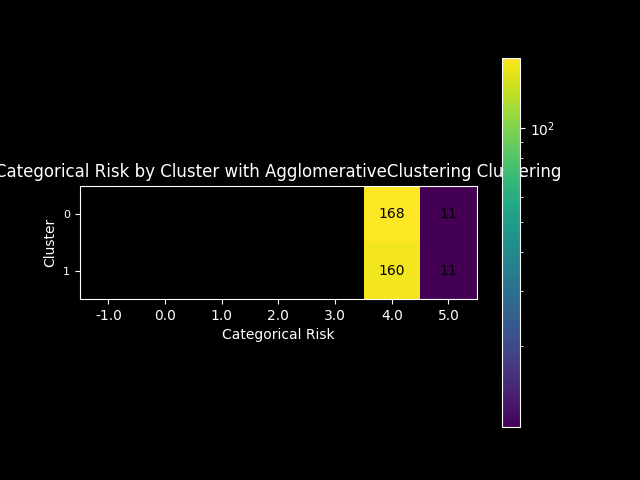 Categorical Risk by Cluster with AgglomerativeClustering Clustering
10²
0 168 11
1 160 11
Cluster
-1.0 0.0 1.0 2.0 3.0 4.0 5.0
Categorical Risk